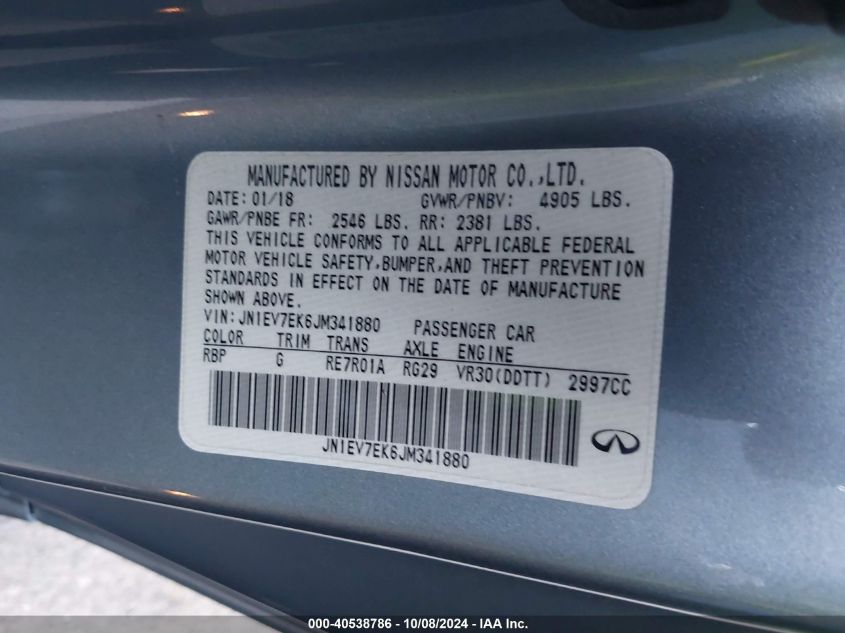 MANUFACTURED BY NISSAN MOTOR CO.,LTD.
DATE: 01/18 GVWR/PNBV: 4905 LBS.
GAWR/PNBE FR: 2546 LBS. RR: 2381 LBS.
THIS VEHICLE CONFORMS TO ALL APPLICABLE FEDERAL
MOTOR VEHICLE SAFETY,BUMPER,AND THEFT PREVENTION
STANDARDS IN EFFECT ON THE DATE OF MANUFACTURE
SHOWN ABOVE.
VIN:JN1EV7EK6JM341880 PASSENGER CAR
COLOR TRIM TRANS AXLE ENGINE
RBP G RE7R01A RG29 VR30(DDTT) 2997CC
JN1EV7EK6JM341880
000-40538786 - 10/08/2024 - IAA Inc.